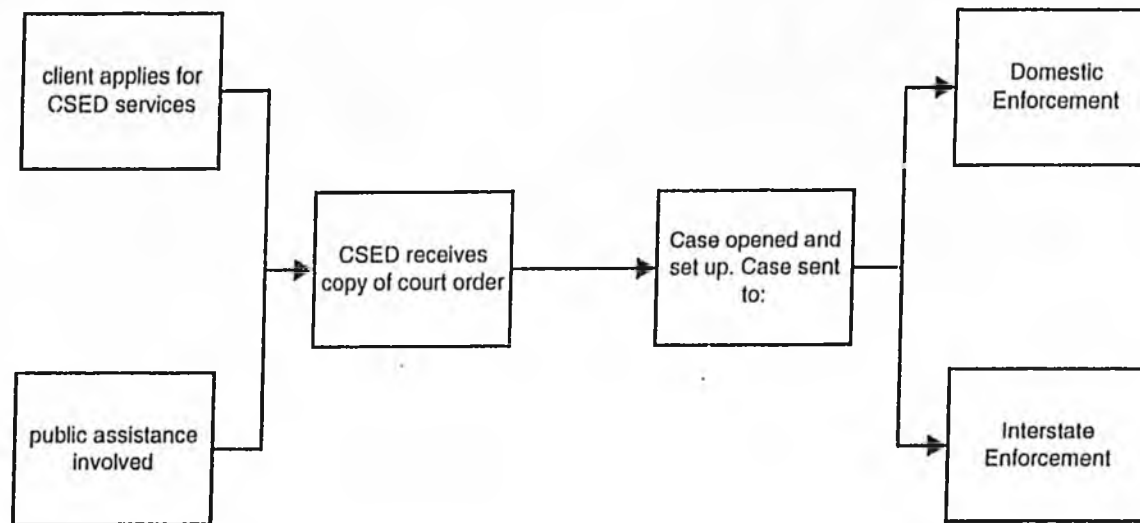 client applies for
CSED services
public assistance
involved
CSED receives
copy of court order
Case opened and
set up. Case sent
to:
Domestic
Enforcement
Interstate
Enforcement